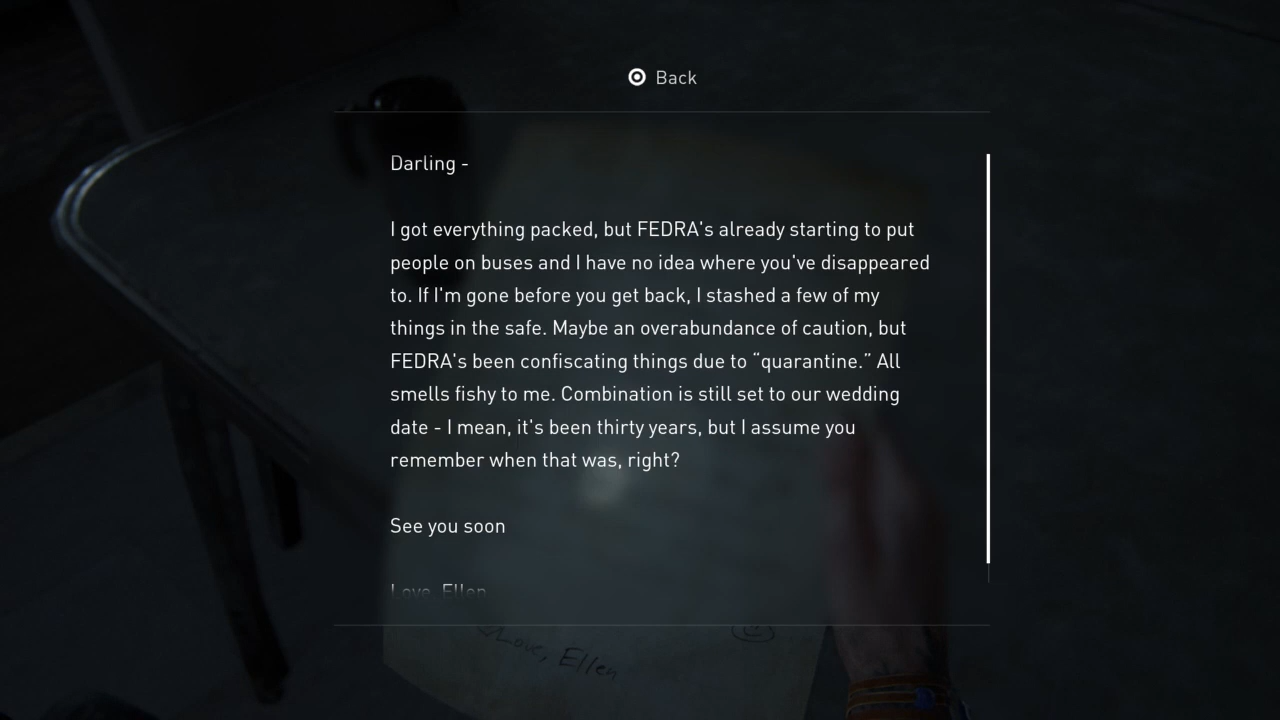 Back
Darling -
I got everything packed, but FEDRA's already starting to put
people on buses and I have no idea where you've disappeared
to. If I'm gone before you get back, I stashed a few of my
things in the safe. Maybe an overabundance of caution, but
FEDRA's been confiscating things due to “quarantine.” All
smells fishy to me. Combination is still set to our wedding
date - I mean, it's been thirty years, but I assume you
remember when that was, right?
See you soon
Love, Ellen
Love, Ellen